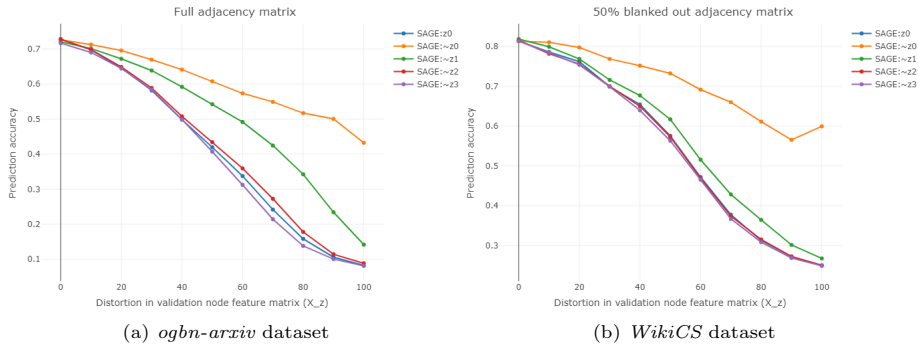 Full adjacency matrix
0.7
0.6
0.5
0.4
0.3
0.2
0.1
Prediction accuracy
0
20
40
60
80
100
Distortion in validation node feature matrix (X_z)
SAGE:z0
SAGE:~z0
SAGE:~z1
SAGE:~z2
SAGE:~z3
(a) ogbn-arxiv dataset
50% blanked out adjacency matrix
0.8
0.7
0.6
0.5
0.4
0.3
Prediction accuracy
0
20
40
60
80
100
Distortion in validation node feature matrix (X_z)
SAGE:z0
SAGE:~z0
SAGE:~z1
SAGE:~z2
SAGE:~z3
(b) WikiCS dataset